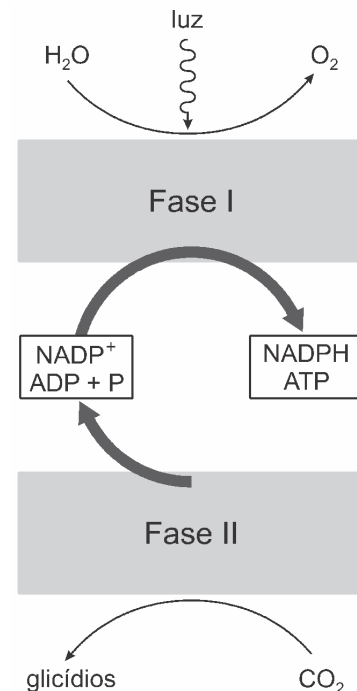 luz
H₂O
O₂
Fase I
NADP⁺
ADP + P
NADPH
ATP
Fase II
glicídios
CO₂